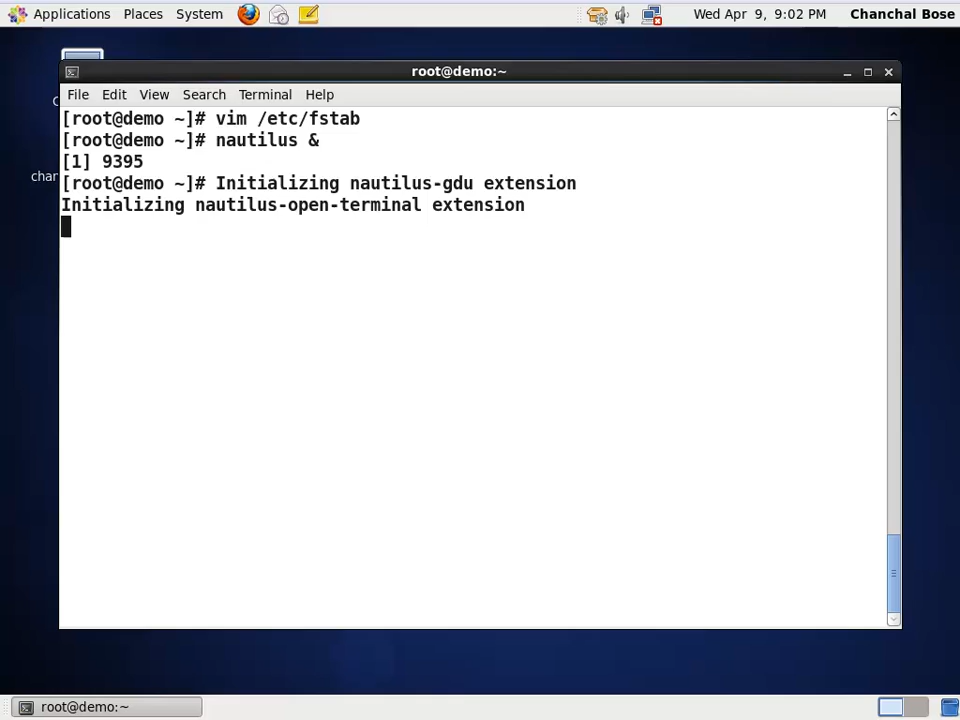 Applications Places System Wed Apr 9, 9:02 PM Chanchal Bose
root@demo:~
File Edit View Search Terminal Help
[root@demo ~]# vim /etc/fstab
[root@demo ~]# nautilus &
[1] 9395
[root@demo ~]# Initializing nautilus-gdu extension
Initializing nautilus-open-terminal extension
root@demo:~